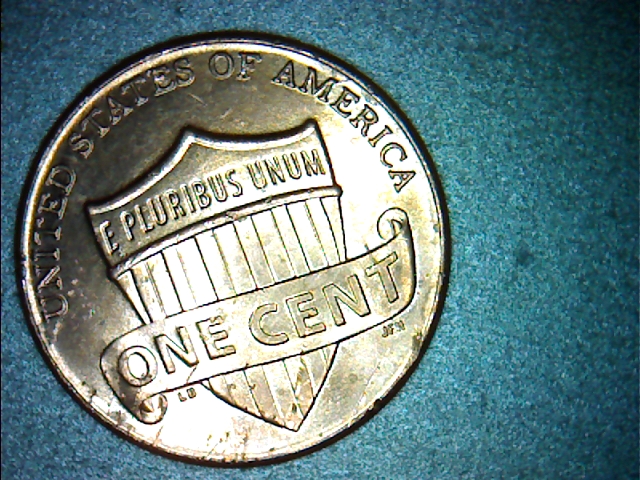 UNITED STATES OF AMERICA
E PLURIBUS UNUM
ONE CENT
LB
JFM